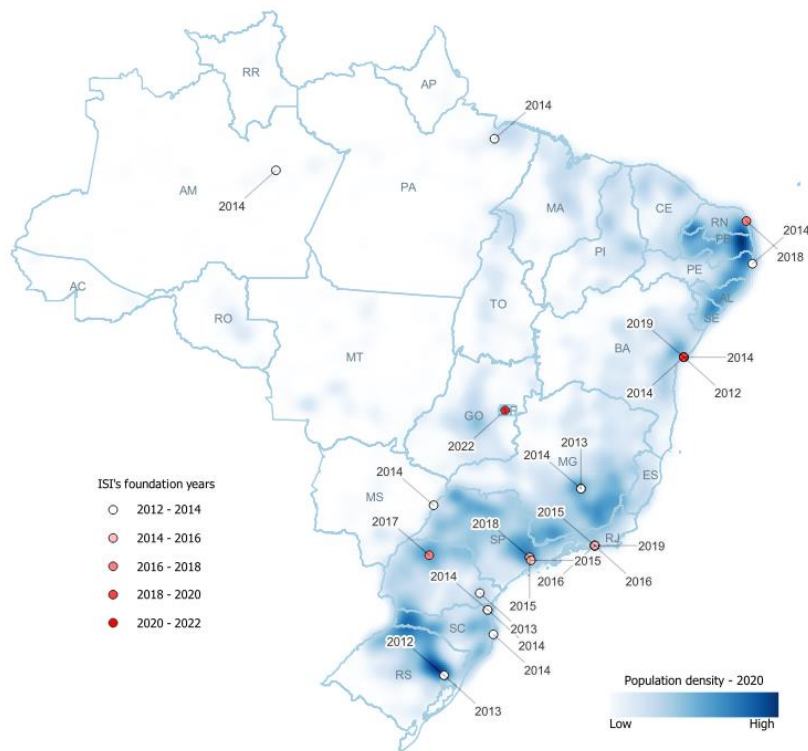 RR
AP
2014
AM
2014
PA
MA
CE
RN
PB
2014
2018
PI
PE
AC
TO
AL
SE
RO
2019
BA
2014
MT
2014
2012
GO
2022
2013
2014
MG
ES
ISI's foundation years
2012 - 2014
2014 - 2016
2016 - 2018
2018 - 2020
2020 - 2022
2014
MS
2015
2017
2018
SP
RJ
2019
2015
2016
2016
2014
2015
2013
2014
SC
2012
2014
RS
2013
Population density - 2020
Low
High